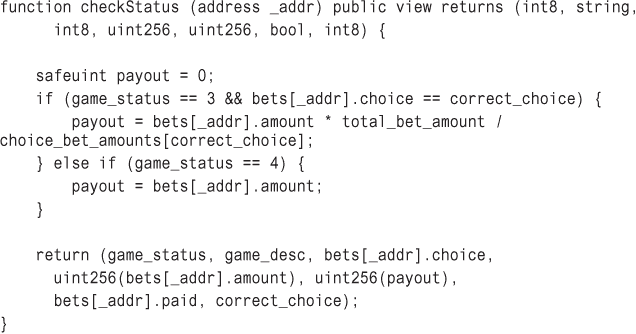 function checkStatus (address _addr) public view returns (int8, string,
int8, uint256, uint256, bool, int8) {
safeuint payout = 0;
if (game_status == 3 && bets[_addr].choice == correct_choice) {
payout = bets[_addr].amount * total_bet_amount /
choice_bet_amounts[correct_choice];
} else if (game_status == 4) {
payout = bets[_addr].amount;
}
return (game_status, game_desc, bets[_addr].choice,
uint256(bets[_addr].amount), uint256(payout),
bets[_addr].paid, correct_choice);
}